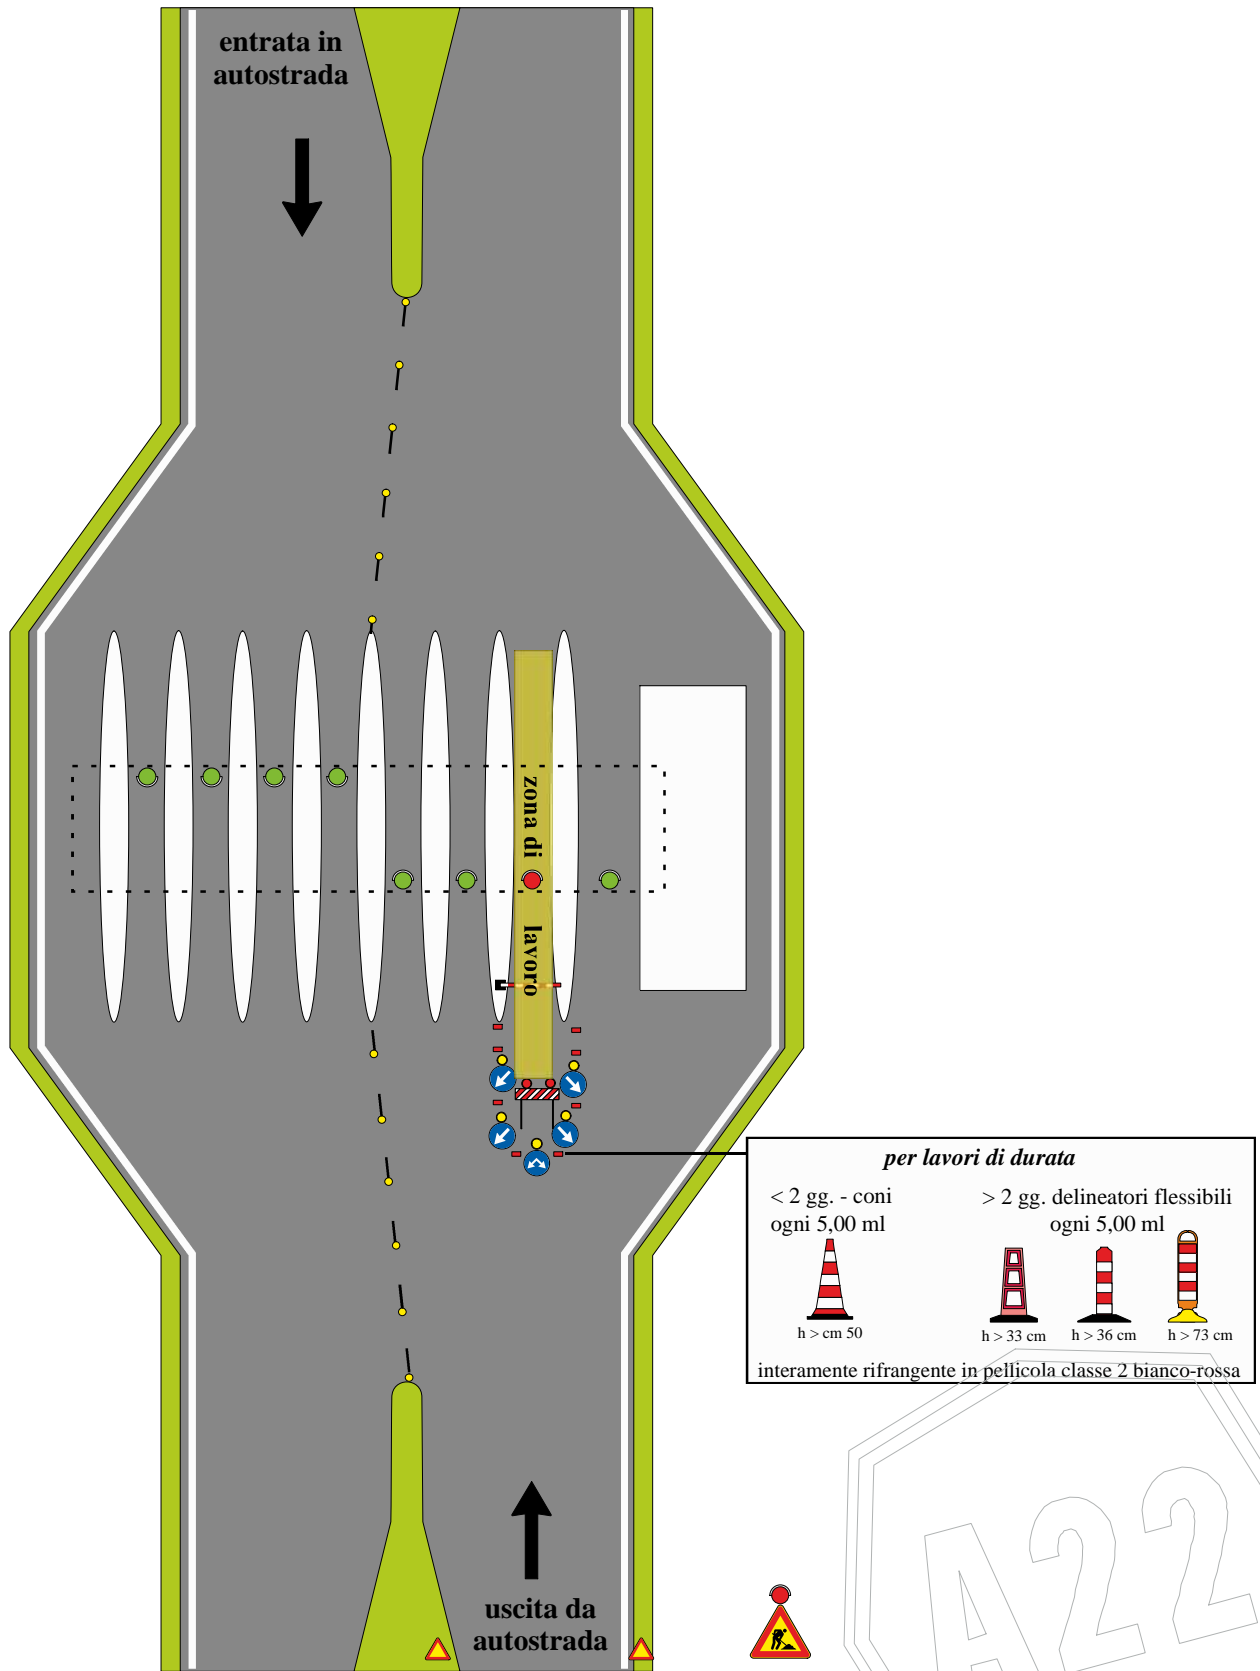 entrata in
autostrada
zona di lavoro
per lavori di durata
< 2 gg. - coni
ogni 5,00 ml
> 2 gg. delineatori flessibili
ogni 5,00 ml
h > cm 50
h > 33 cm
h > 36 cm
h > 73 cm
interamente rifrangente in pellicola classe 2 bianco-rossa
uscita da
autostrada
A22